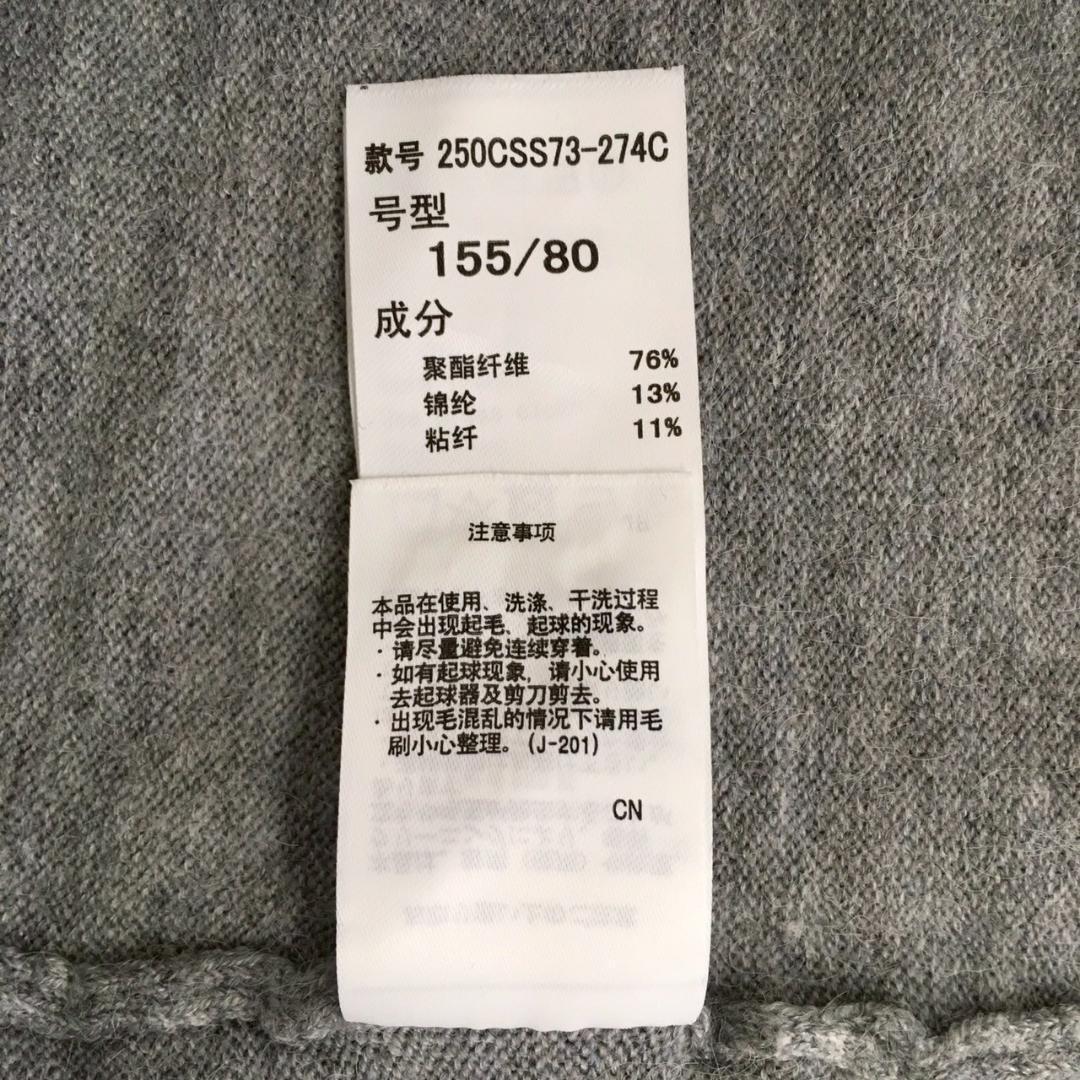 款号 250CSS73-274C
号型
155/80
成分
聚酯纤维 76%
锦纶 13%
粘纤 11%
注意事项
本品在使用、洗涤、干洗过程
中会出现起毛、起球的现象。
·请尽量避免连续穿着。
·如有起球现象，请小心使用
去起球器及剪刀剪去。
·出现毛混乱的情况下请用毛
刷小心整理。(J-201)
CN